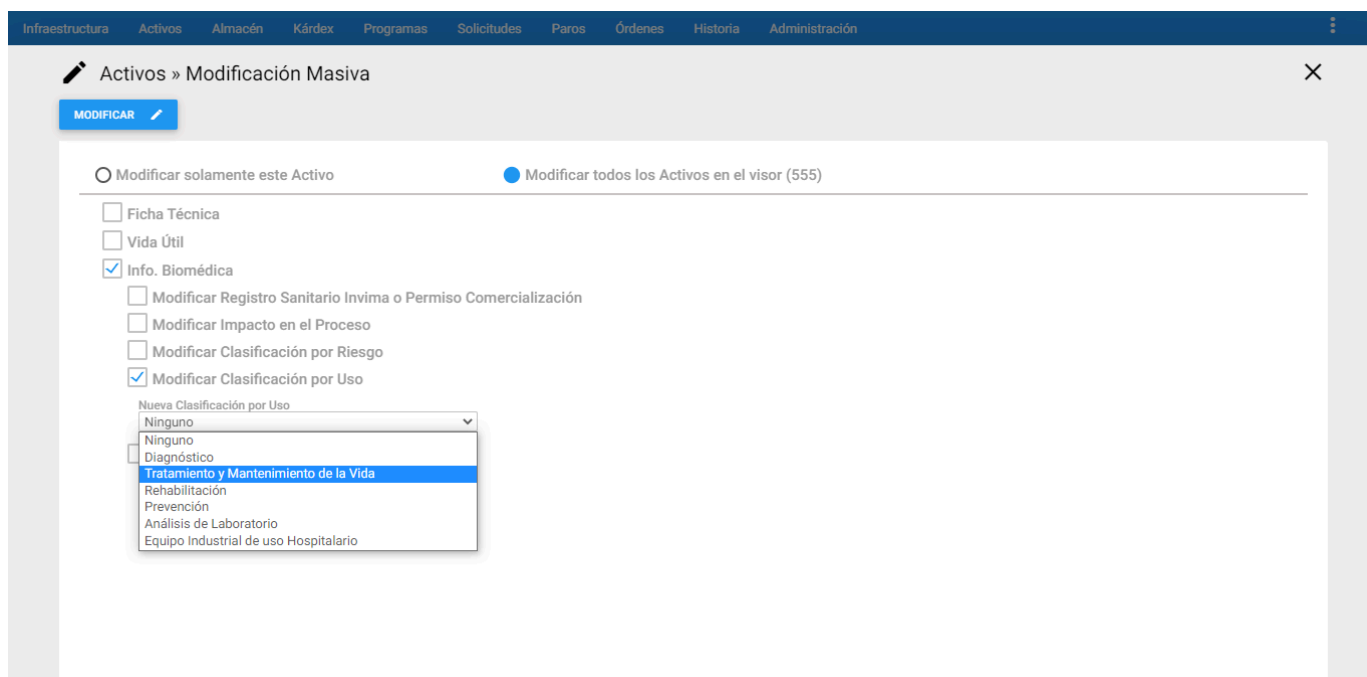 Infraestructura Activos Almacén Kárdex Programas Solicitudes Paros Órdenes Historia Administración
Activos » Modificación Masiva
MODIFICAR
Modificar solamente este Activo Modificar todos los Activos en el visor (555)
Ficha Técnica
Vida Útil
Info. Biomédica
Modificar Registro Sanitario Invima o Permiso Comercialización
Modificar Impacto en el Proceso
Modificar Clasificación por Riesgo
Modificar Clasificación por Uso
Nueva Clasificación por Uso
Ninguno
Ninguno
Diagnóstico
Tratamiento y Mantenimiento de la Vida
Rehabilitación
Prevención
Análisis de Laboratorio
Equipo Industrial de uso Hospitalario